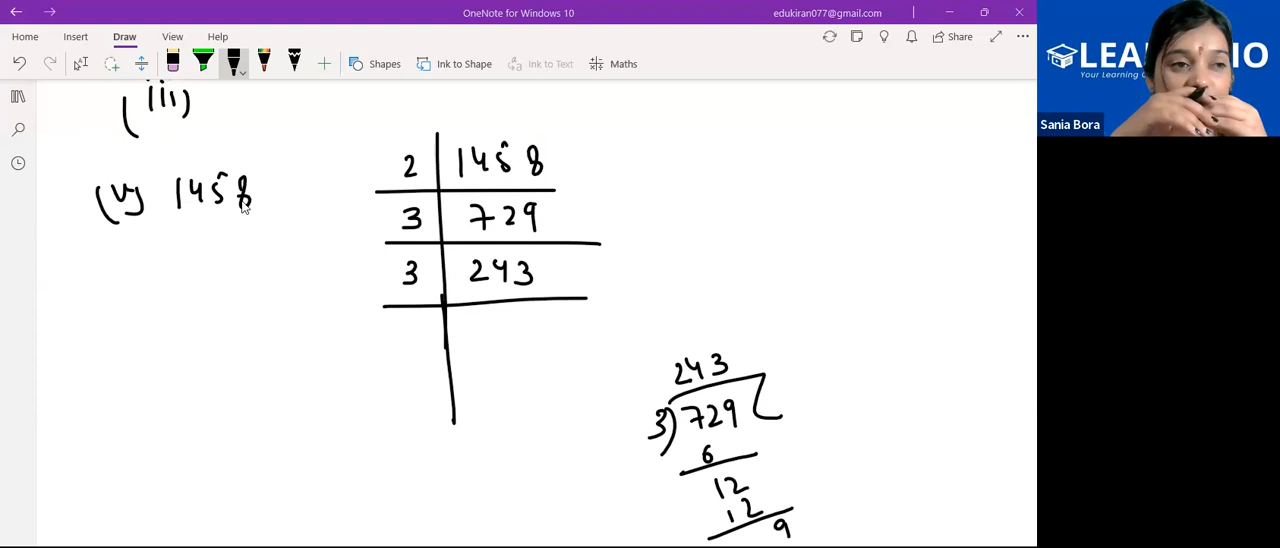 OneNote for Windows 10
edukiran077@gmail.com
Home Insert Draw View Help
Share
Shapes
Ink to Shape
Ink to Text
Maths
Your Learning
Sania Bora
(iii)
(v) 1458
2 1458
3 729
3 243
243
3)729
6
12
12
9